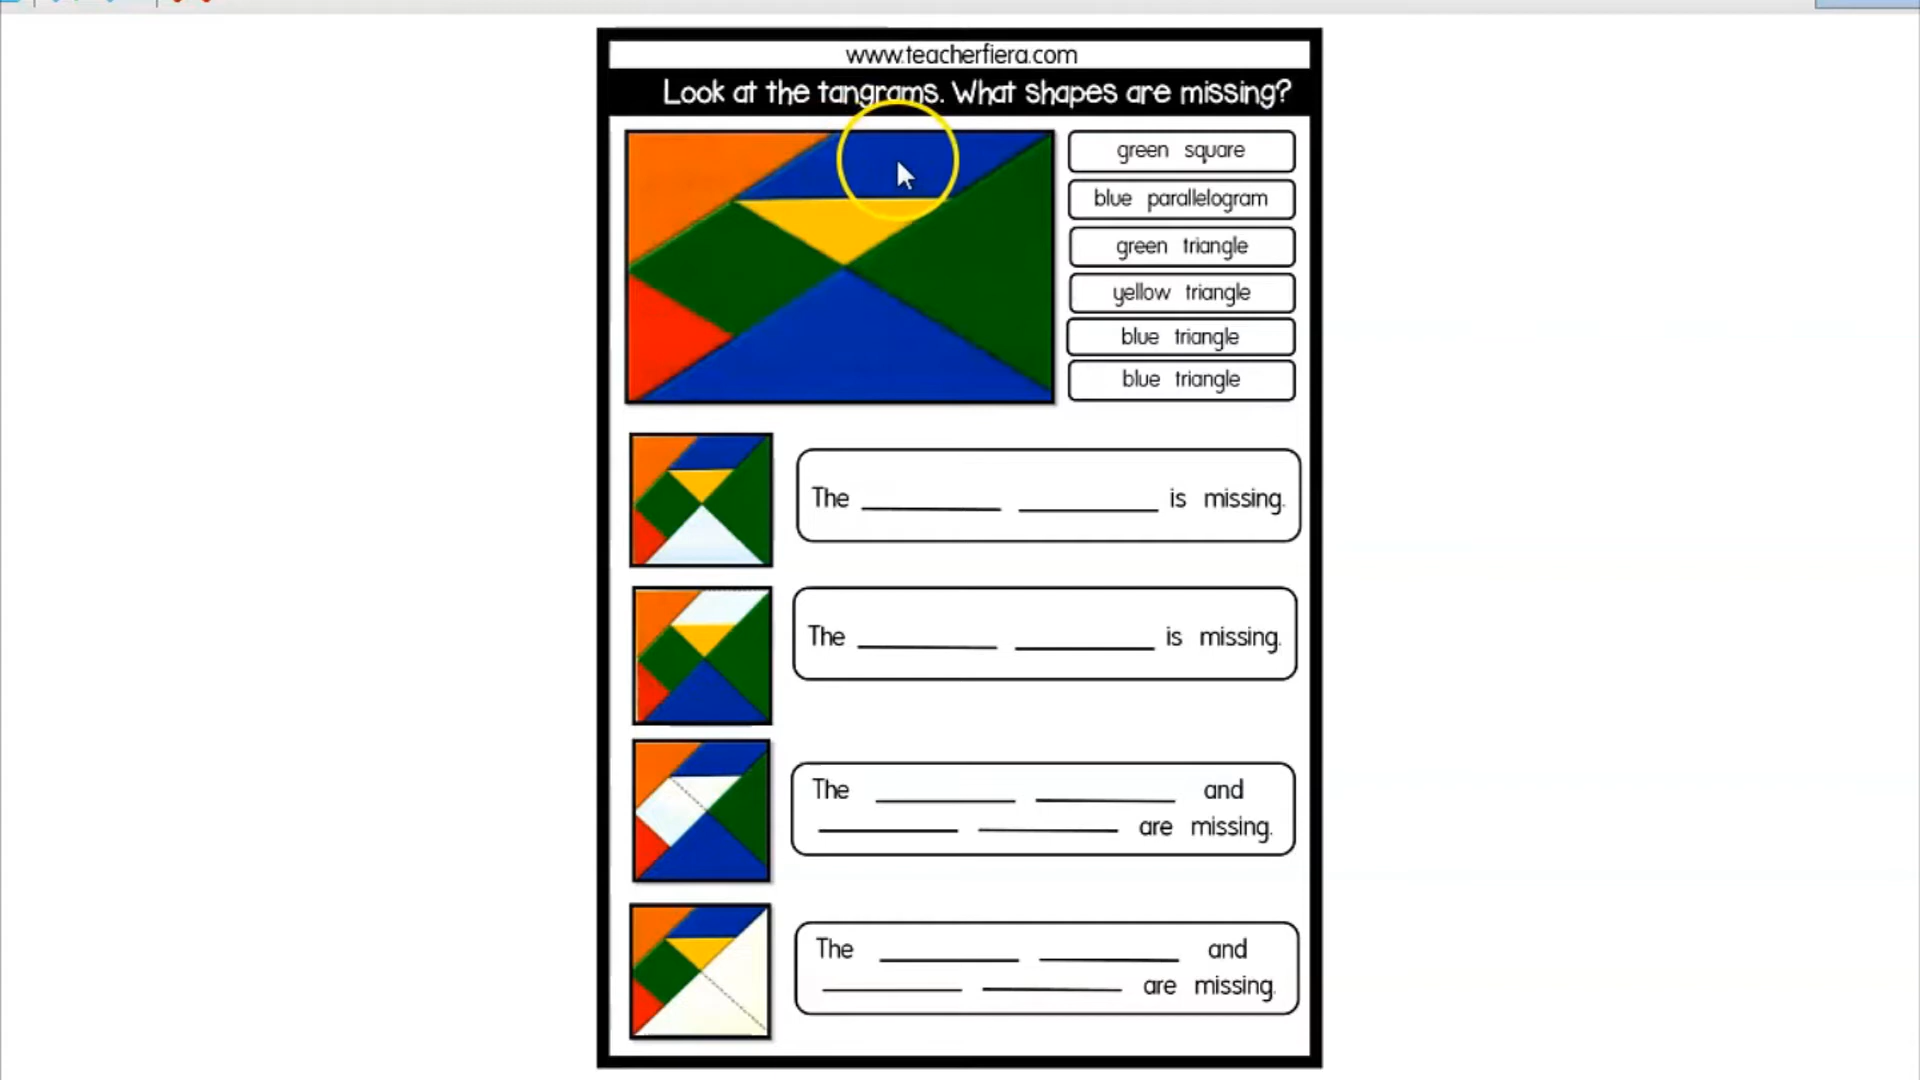 www.teacherfiera.com
Look at the tangrams. What shapes are missing?
green square
blue parallelogram
green triangle
yellow triangle
blue triangle
blue triangle
The ________ ________ is missing.
The ________ ________ is missing.
The ________ ________ and
________ ________ are missing.
The ________ ________ and
________ ________ are missing.